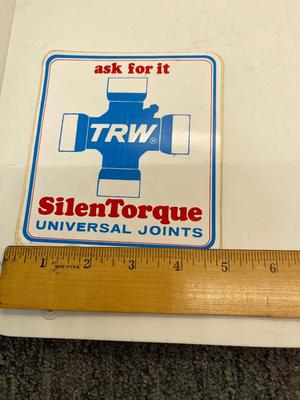 ask for it
TRW®
SilenTorque
UNIVERSAL JOINTS
1 2 3 4 5 6